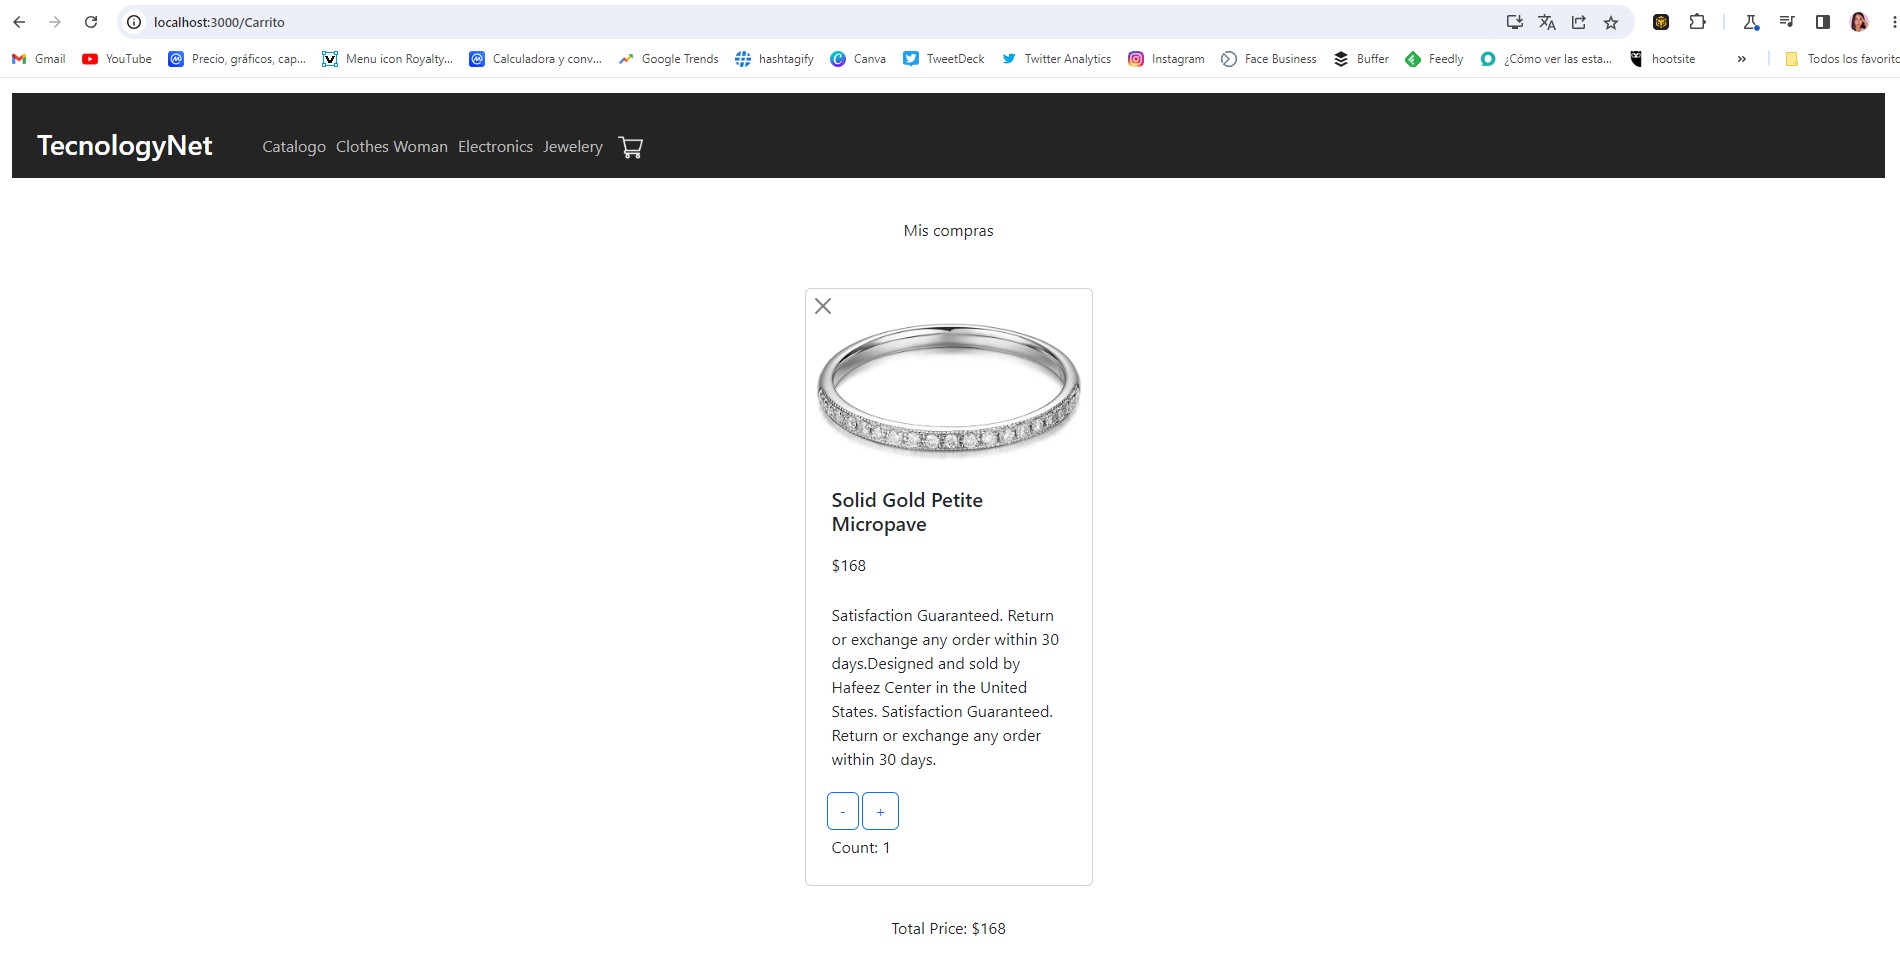 localhost:3000/Carrito
Gmail YouTube Precio, gráficos, cap... Menu icon Royalty... Calculadora y conv... Google Trends hashtagify Canva TweetDeck Twitter Analytics Instagram Face Business Buffer Feedly ¿Cómo ver las esta... hootsite » Todos los favorito
TecnologyNet Catalogo Clothes Woman Electronics Jewelery
Mis compras
Solid Gold Petite
Micropave
$168
Satisfaction Guaranteed. Return
or exchange any order within 30
days.Designed and sold by
Hafeez Center in the United
States. Satisfaction Guaranteed.
Return or exchange any order
within 30 days.
- +
Count: 1
Total Price: $168